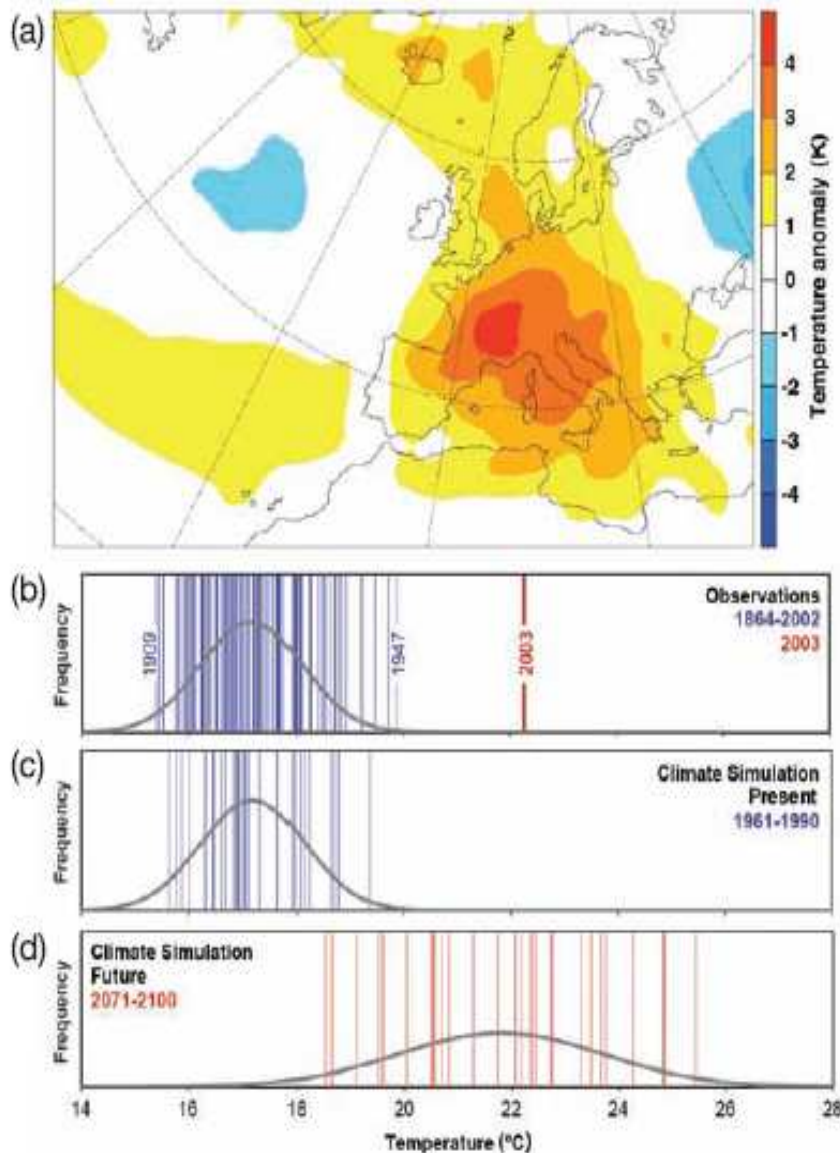 (a)
4
3
2
1
0
-1
-2
-3
-4
Temperature anomaly (K)
(b)
Frequency
1909
1947
2003
Observations
1864-2002
2003
(c)
Frequency
Climate Simulation
Present
1961-1990
(d)
Frequency
Climate Simulation
Future
2071-2100
14 16 18 20 22 24 26 28
Temperature (°C)